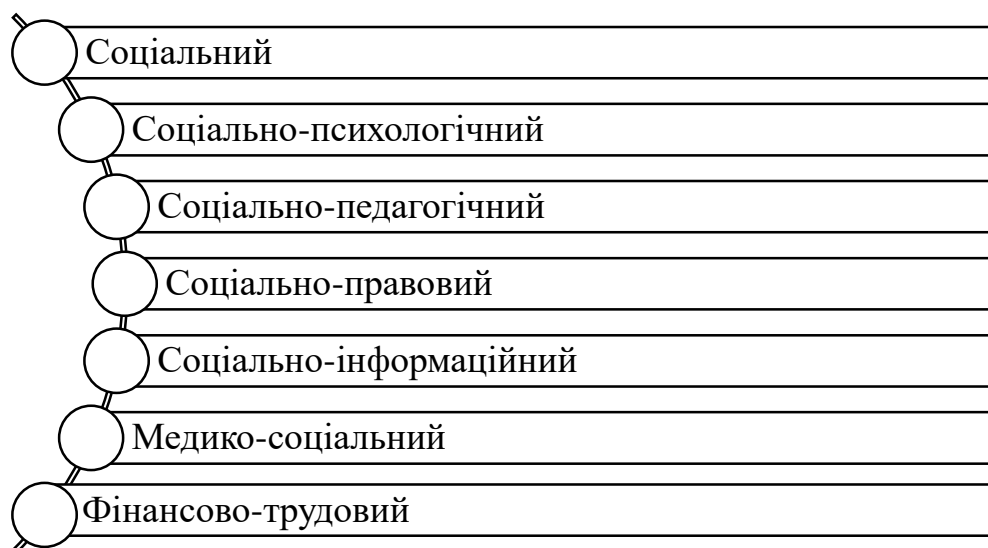 Соціальний
Соціально-психологічний
Соціально-педагогічний
Соціально-правовий
Соціально-інформаційний
Медико-соціальний
Фінансово-трудовий